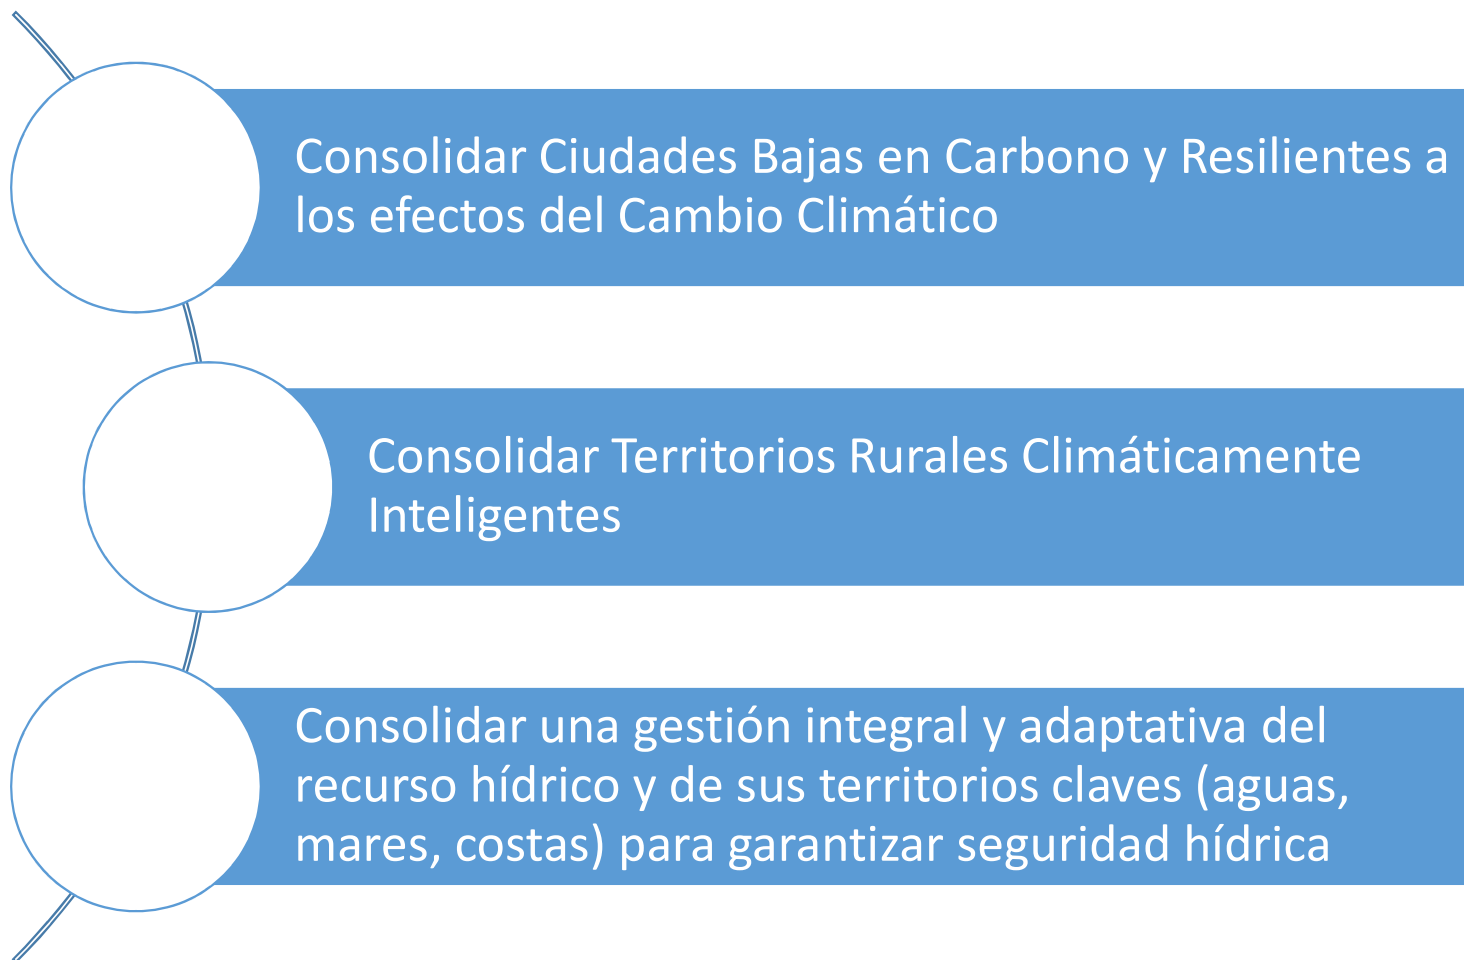 Consolidar Ciudades Bajas en Carbono y Resilientes a
los efectos del Cambio Climático
Consolidar Territorios Rurales Climáticamente
Inteligentes
Consolidar una gestión integral y adaptativa del
recurso hídrico y de sus territorios claves (aguas,
mares, costas) para garantizar seguridad hídrica